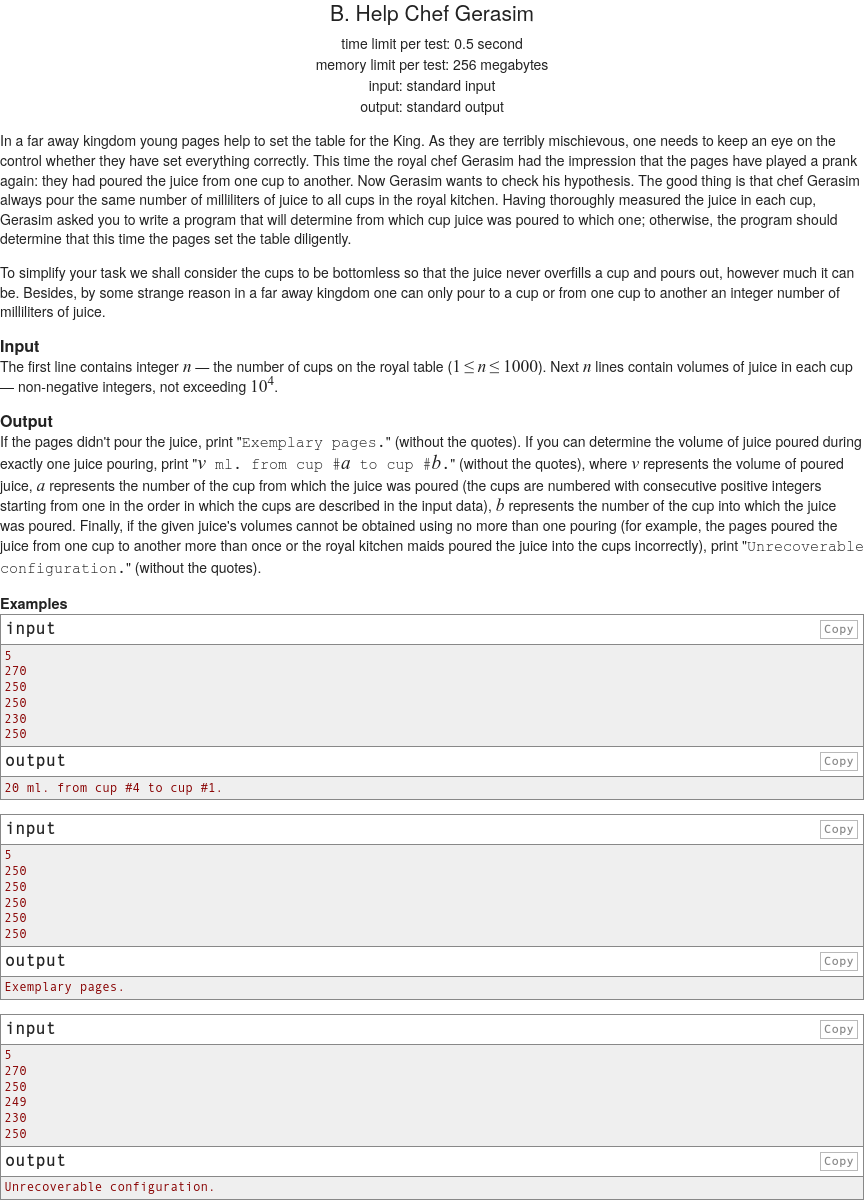 B. Help Chef Gerasim
time limit per test: 0.5 second
memory limit per test: 256 megabytes
input: standard input
output: standard output
In a far away kingdom young pages help to set the table for the King. As they are terribly mischievous, one needs to keep an eye on the
control whether they have set everything correctly. This time the royal chef Gerasim had the impression that the pages have played a prank
again: they had poured the juice from one cup to another. Now Gerasim wants to check his hypothesis. The good thing is that chef Gerasim
always pour the same number of milliliters of juice to all cups in the royal kitchen. Having thoroughly measured the juice in each cup,
Gerasim asked you to write a program that will determine from which cup juice was poured to which one; otherwise, the program should
determine that this time the pages set the table diligently.
To simplify your task we shall consider the cups to be bottomless so that the juice never overfills a cup and pours out, however much it can
be. Besides, by some strange reason in a far away kingdom one can only pour to a cup or from one cup to another an integer number of
milliliters of juice.
Input
The first line contains integer n — the number of cups on the royal table (1 ≤ n ≤ 1000). Next n lines contain volumes of juice in each cup
— non-negative integers, not exceeding 10^4.
Output
If the pages didn't pour the juice, print "Exemplary pages." (without the quotes). If you can determine the volume of juice poured during
exactly one juice pouring, print "v ml. from cup #a to cup #b." (without the quotes), where v represents the volume of poured
juice, a represents the number of the cup from which the juice was poured (the cups are numbered with consecutive positive integers
starting from one in the order in which the cups are described in the input data), b represents the number of the cup into which the juice
was poured. Finally, if the given juice's volumes cannot be obtained using no more than one pouring (for example, the pages poured the
juice from one cup to another more than once or the royal kitchen maids poured the juice into the cups incorrectly), print "Unrecoverable
configuration." (without the quotes).
Examples
input Copy
5
270
250
250
230
250
output Copy
20 ml. from cup #4 to cup #1.
input Copy
5
250
250
250
250
250
output Copy
Exemplary pages.
input Copy
5
270
250
249
230
250
output Copy
Unrecoverable configuration.